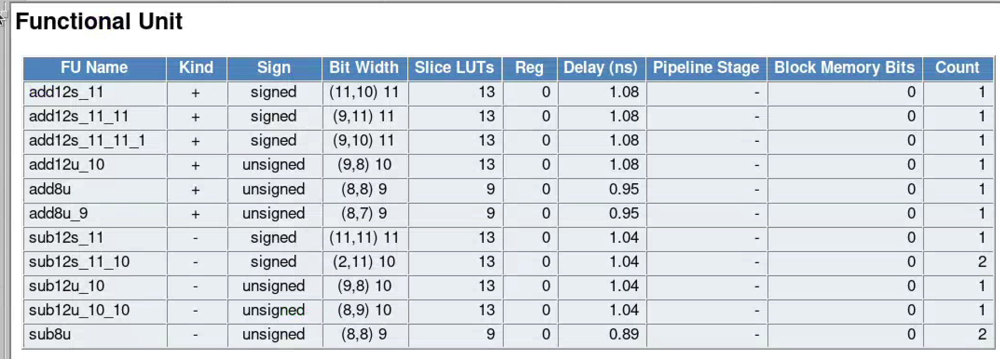 Functional Unit
FU Name Kind Sign Bit Width Slice LUTs Reg Delay (ns) Pipeline Stage Block Memory Bits Count
add12s_11 + signed (11,10) 11 13 0 1.08 - 0 1
add12s_11_11 + signed (9,11) 11 13 0 1.08 - 0 1
add12s_11_11_1 + signed (9,10) 11 13 0 1.08 - 0 1
add12u_10 + unsigned (9,8) 10 13 0 1.08 - 0 1
add8u + unsigned (8,8) 9 9 0 0.95 - 0 1
add8u_9 + unsigned (8,7) 9 9 0 0.95 - 0 1
sub12s_11 - signed (11,11) 11 13 0 1.04 - 0 1
sub12s_11_10 - signed (2,11) 10 13 0 1.04 - 0 2
sub12u_10 - unsigned (9,8) 10 13 0 1.04 - 0 1
sub12u_10_10 - unsigned (8,9) 10 13 0 1.04 - 0 1
sub8u - unsigned (8,8) 9 9 0 0.89 - 0 2